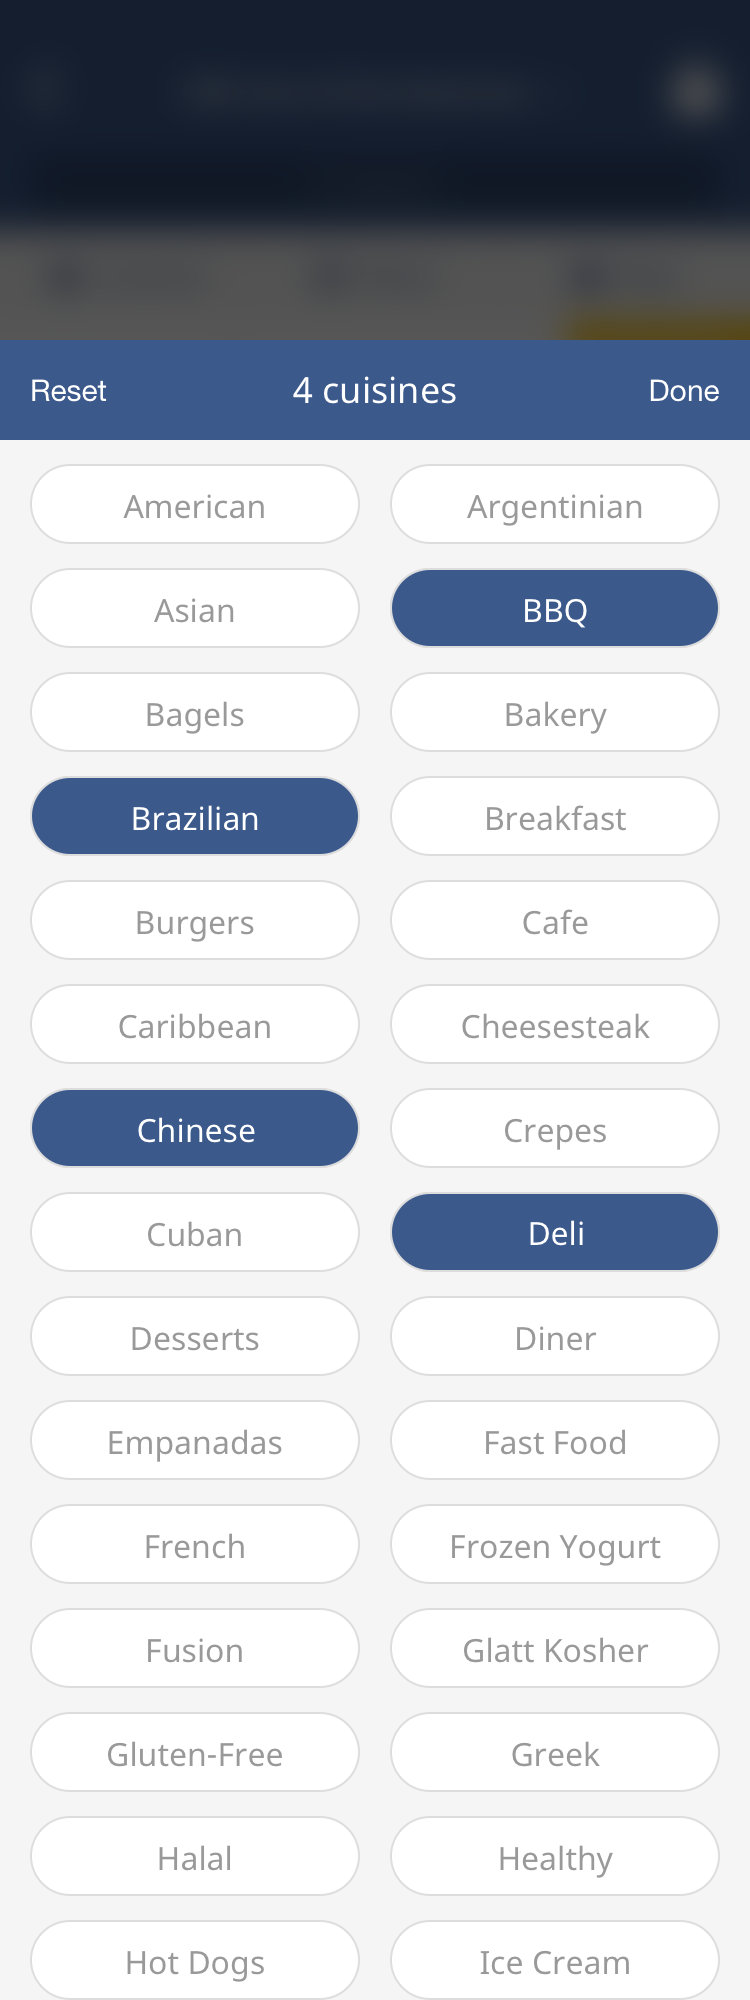 Reset
4 cuisines
Done
American
Argentinian
Asian
BBQ
Bagels
Bakery
Brazilian
Breakfast
Burgers
Cafe
Caribbean
Cheesesteak
Chinese
Crepes
Cuban
Deli
Desserts
Diner
Empanadas
Fast Food
French
Frozen Yogurt
Fusion
Glatt Kosher
Gluten-Free
Greek
Halal
Healthy
Hot Dogs
Ice Cream